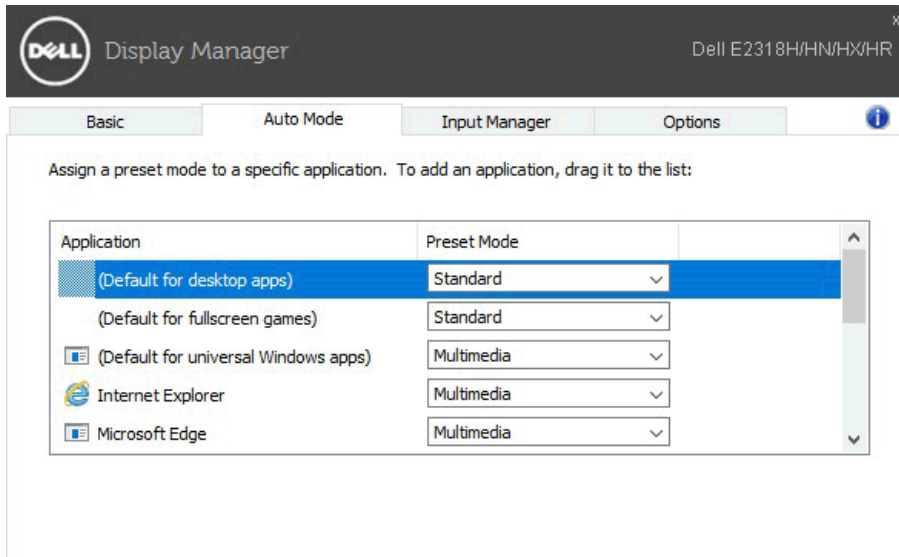 x
DELL Display Manager
Dell E2318H/HN/HX/HR
Basic
Auto Mode
Input Manager
Options
i
Assign a preset mode to a specific application. To add an application, drag it to the list:
Application
Preset Mode
(Default for desktop apps)
Standard
(Default for fullscreen games)
Standard
(Default for universal Windows apps)
Multimedia
Internet Explorer
Multimedia
Microsoft Edge
Multimedia